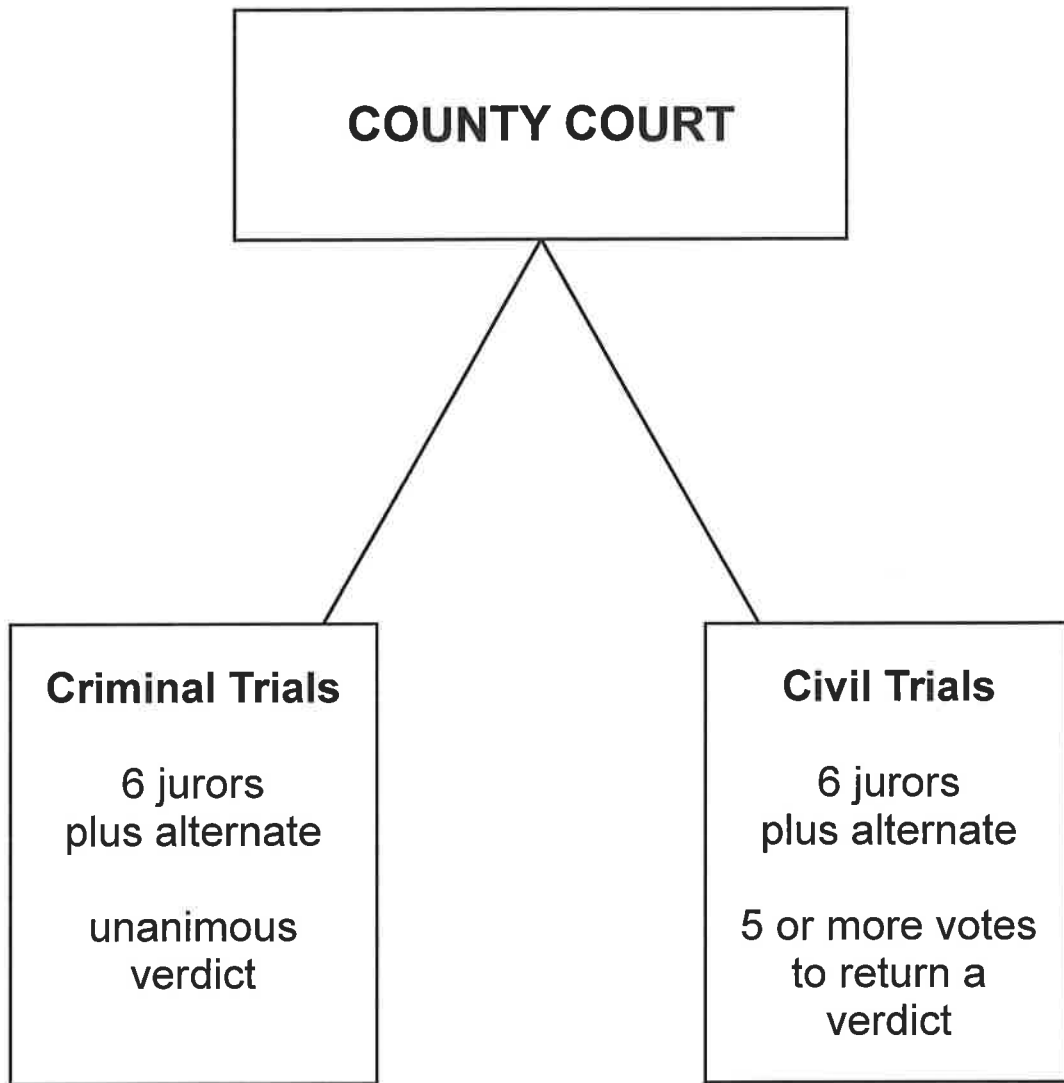 COUNTY COURT
Criminal Trials
6 jurors
plus alternate
unanimous
verdict
Civil Trials
6 jurors
plus alternate
5 or more votes
to return a
verdict